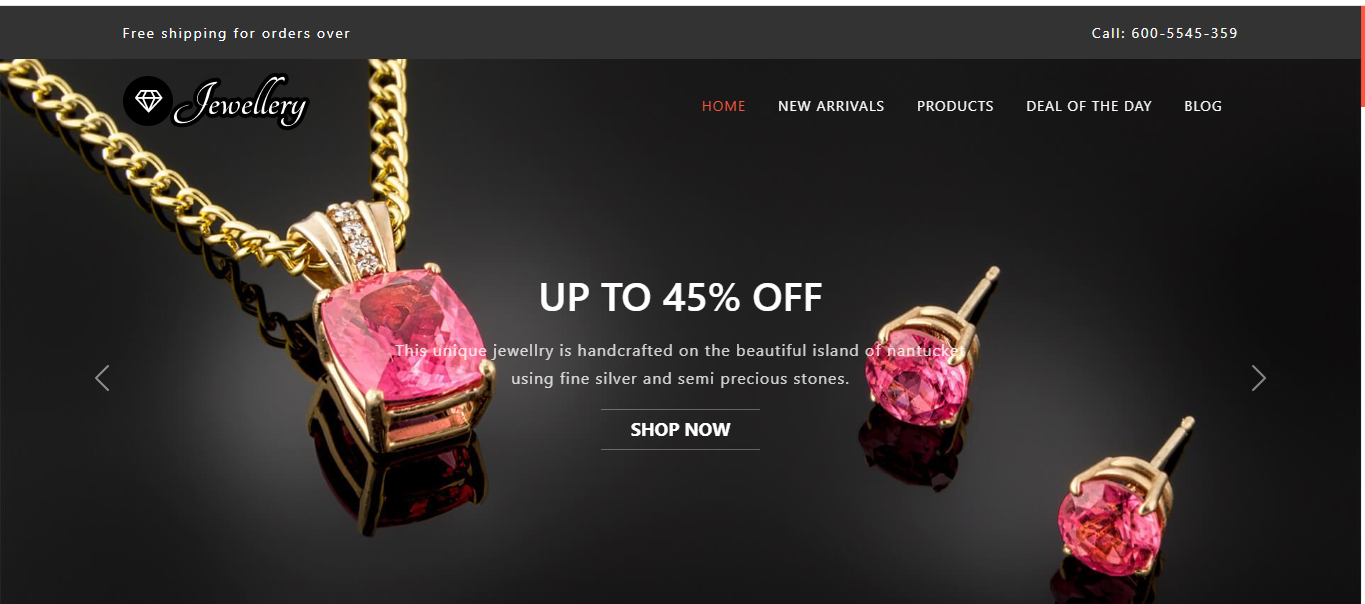 Free shipping for orders over
Call: 600-5545-359
Jewellery
HOME NEW ARRIVALS PRODUCTS DEAL OF THE DAY BLOG
UP TO 45% OFF
This unique jewellry is handcrafted on the beautiful island of nantucket
using fine silver and semi precious stones.
SHOP NOW